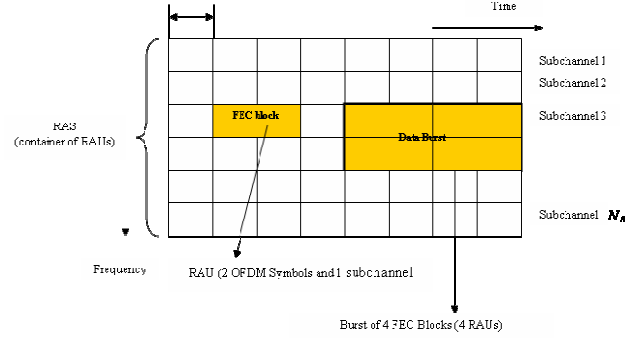 Time
Subchannel 1
Subchannel 2
FEC block
Subchannel 3
RAS
(container of RAUs)
Data Burst
Subchannel N
Frequency
RAU (2 OFDM Symbols and 1 subchannel
Burst of 4 FEC Blocks (4 RAUs)